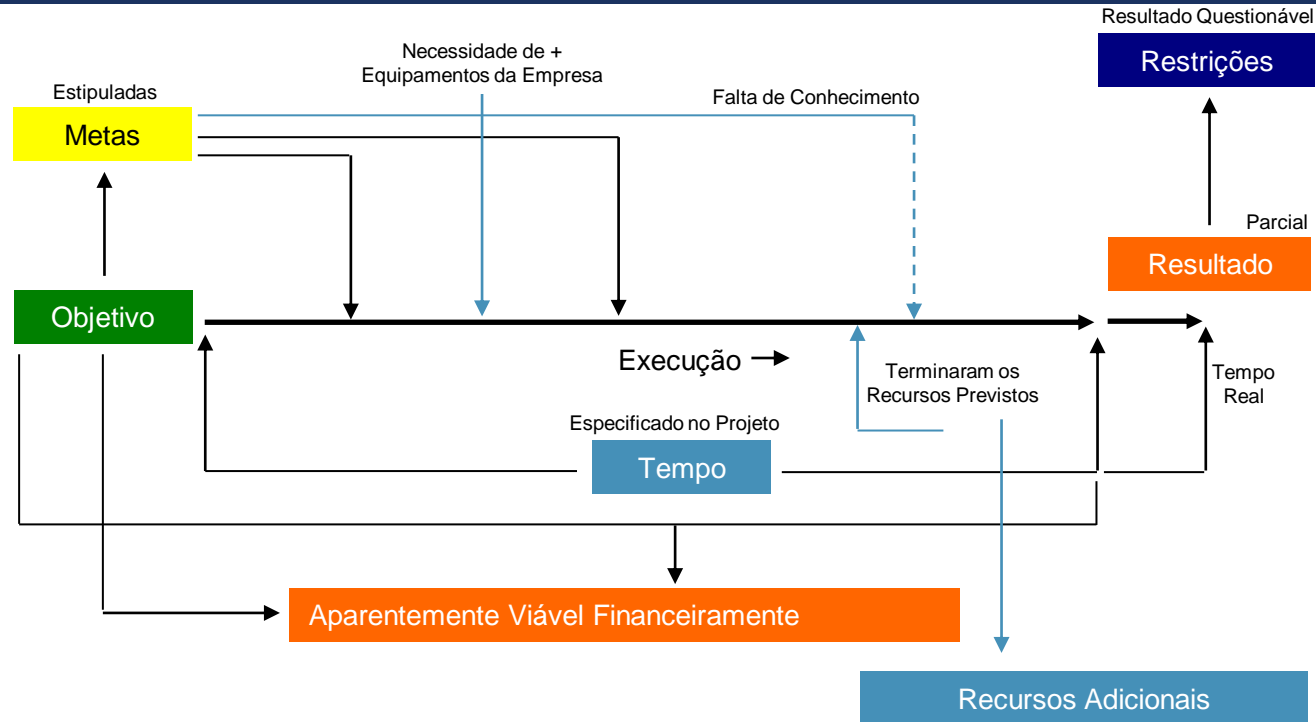 Resultado Questionável
Restrições
Necessidade de +
Equipamentos da Empresa
Estipuladas
Metas
Falta de Conhecimento
Parcial
Resultado
Objetivo
Execução
Terminaram os
Recursos Previstos
Tempo
Real
Especificado no Projeto
Tempo
Aparentemente Viável Financeiramente
Recursos Adicionais